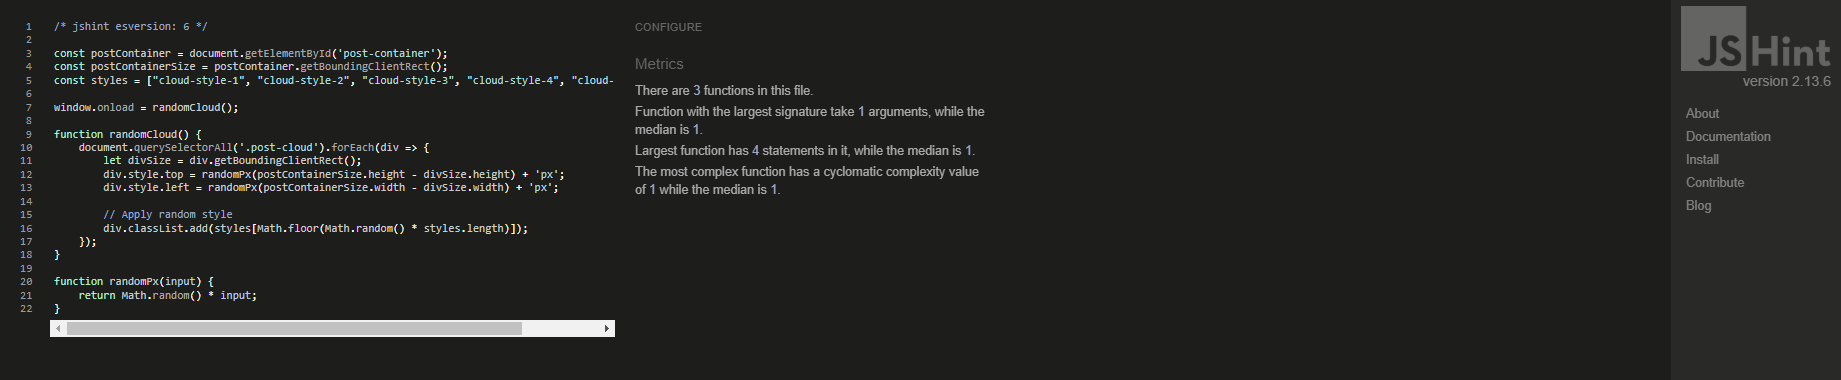 1 /* jshint esversion: 6 */
2
3 const postContainer = document.getElementById('post-container');
4 const postContainerSize = postContainer.getBoundingClientRect();
5 const styles = ["cloud-style-1", "cloud-style-2", "cloud-style-3", "cloud-style-4", "cloud-
6
7 window.onload = randomCloud();
8
9 function randomCloud() {
10     document.querySelectorAll('.post-cloud').forEach(div => {
11         let divSize = div.getBoundingClientRect();
12         div.style.top = randomPx(postContainerSize.height - divSize.height) + 'px';
13         div.style.left = randomPx(postContainerSize.width - divSize.width) + 'px';
14
15         // Apply random style
16         div.classList.add(styles[Math.floor(Math.random() * styles.length)]);
17     });
18 }
19
20 function randomPx(input) {
21     return Math.random() * input;
22 }
CONFIGURE
Metrics
There are 3 functions in this file.
Function with the largest signature take 1 arguments, while the
median is 1.
Largest function has 4 statements in it, while the median is 1.
The most complex function has a cyclomatic complexity value
of 1 while the median is 1.
JSHint
version 2.13.6
About
Documentation
Install
Contribute
Blog